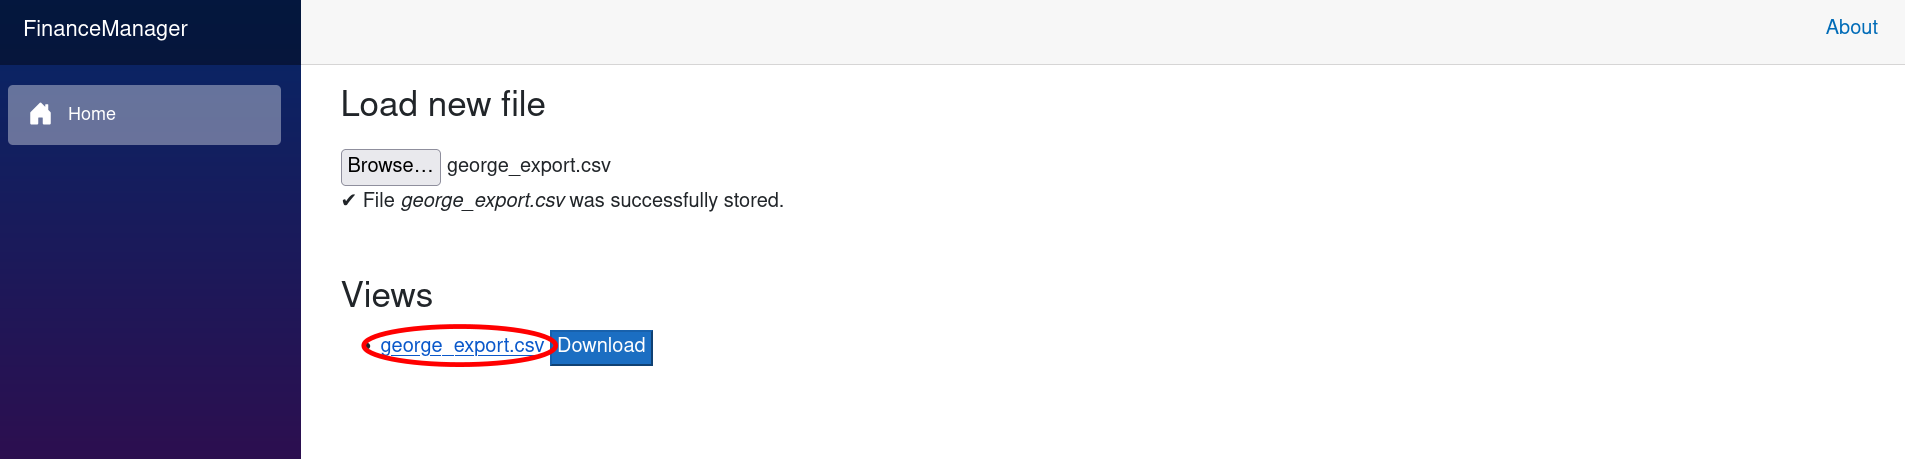 FinanceManager
About
Home
Load new file
Browse… george_export.csv
✔ File george_export.csv was successfully stored.
Views
• george_export.csv Download